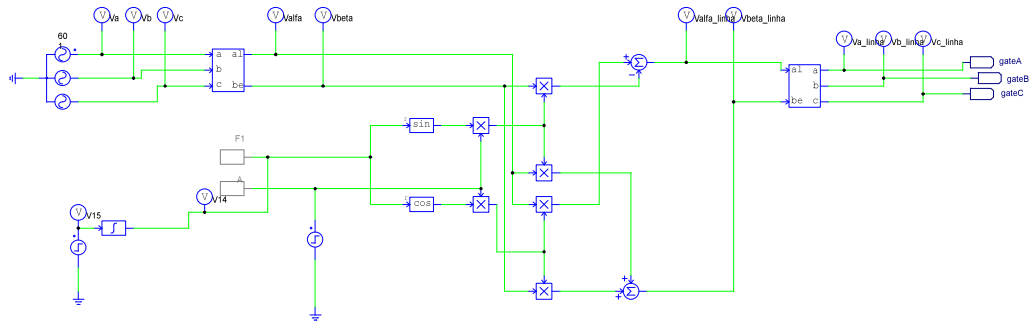 V Va
V Vb
V Vc
V Valfa
V Vbeta
V Valfa_linha
V Vbeta_linha
V Va_linha
V Vb_linha
V Vc_linha
60
a al
b
c be
al a
b
be c
gateA
gateB
gateC
sin
F1
A
cos
V V14
V V15